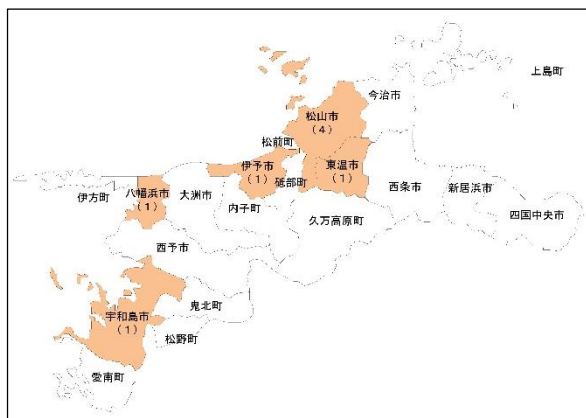 上島町
今治市
松山市
(4)
松前町
伊予市
(1)
東温市
(1)
砥部町
西条市
新居浜市
四国中央市
伊方町
八幡浜市
(1)
大洲市
内子町
久万高原町
西予市
鬼北町
宇和島市
(1)
松野町
愛南町